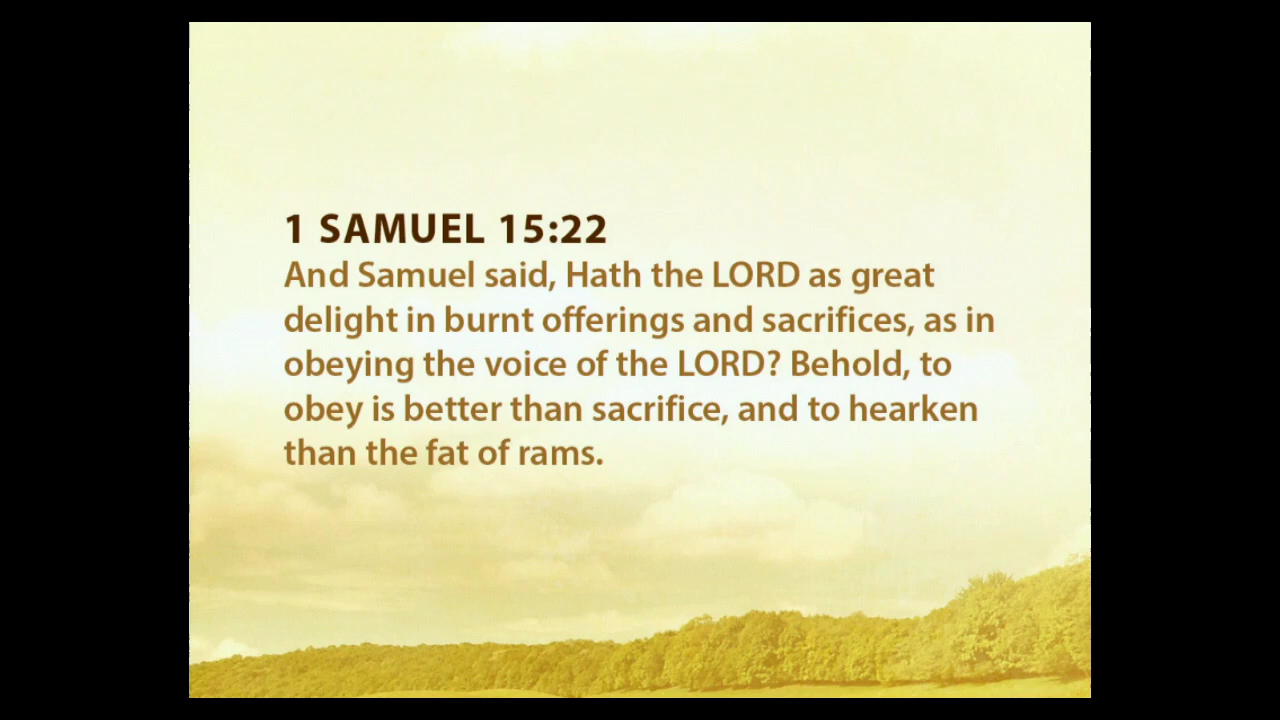 1 SAMUEL 15:22
And Samuel said, Hath the LORD as great
delight in burnt offerings and sacrifices, as in
obeying the voice of the LORD? Behold, to
obey is better than sacrifice, and to hearken
than the fat of rams.